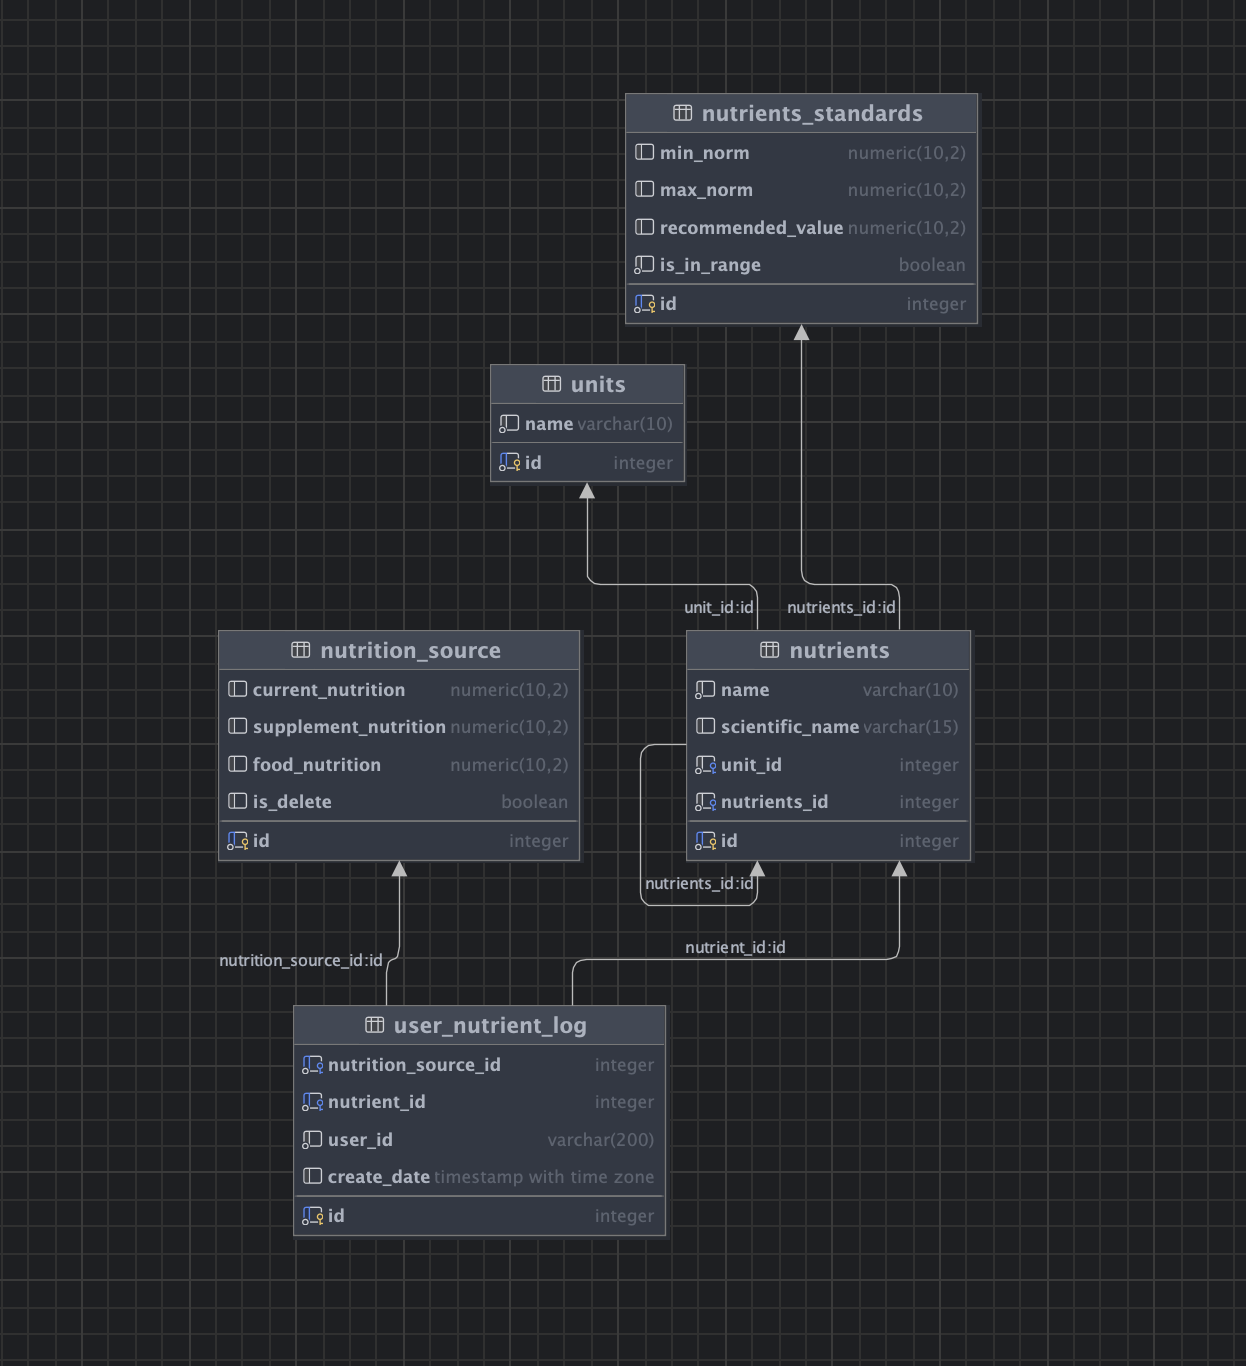 nutrients_standards
min_norm numeric(10,2)
max_norm numeric(10,2)
recommended_value numeric(10,2)
is_in_range boolean
id integer
units
name varchar(10)
id integer
unit_id:id
nutrients_id:id
nutrition_source
current_nutrition numeric(10,2)
supplement_nutrition numeric(10,2)
food_nutrition numeric(10,2)
is_delete boolean
id integer
nutrients
name varchar(10)
scientific_name varchar(15)
unit_id integer
nutrients_id integer
id integer
nutrients_id:id
nutrient_id:id
nutrition_source_id:id
user_nutrient_log
nutrition_source_id integer
nutrient_id integer
user_id varchar(200)
create_date timestamp with time zone
id integer